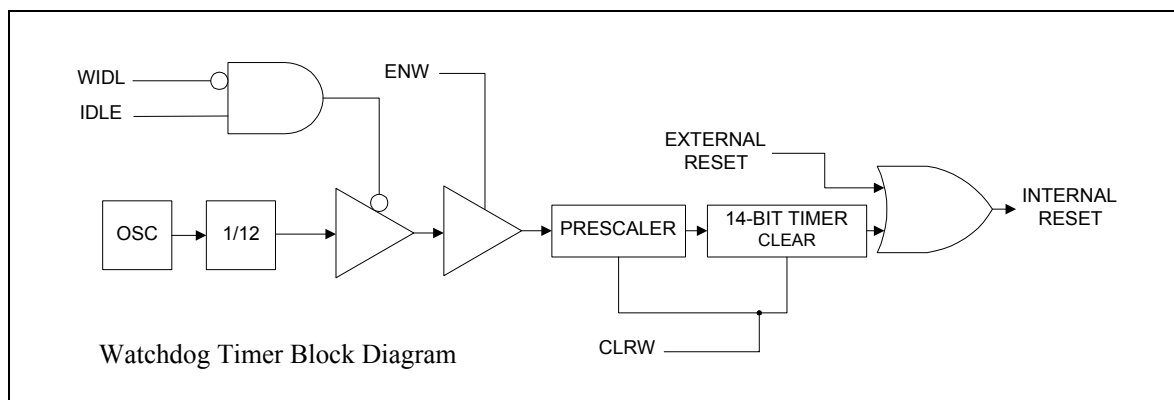 WIDL
IDLE
ENW
EXTERNAL
RESET
INTERNAL
RESET
OSC
1/12
PRESCALER
14-BIT TIMER
CLEAR
CLRW
Watchdog Timer Block Diagram